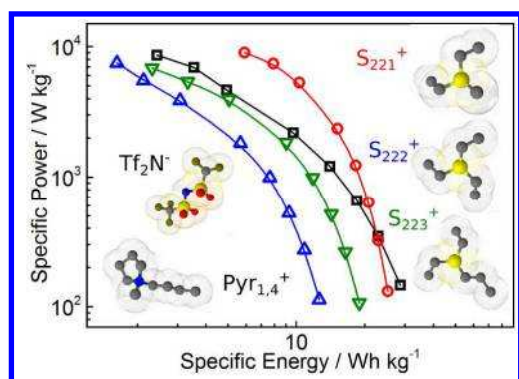 10⁴
10³
10²
Specific Power / W kg⁻¹
S₂₂₁⁺
S₂₂₂⁺
S₂₂₃⁺
Tf₂N⁻
Pyr₁,₄⁺
10
Specific Energy / Wh kg⁻¹